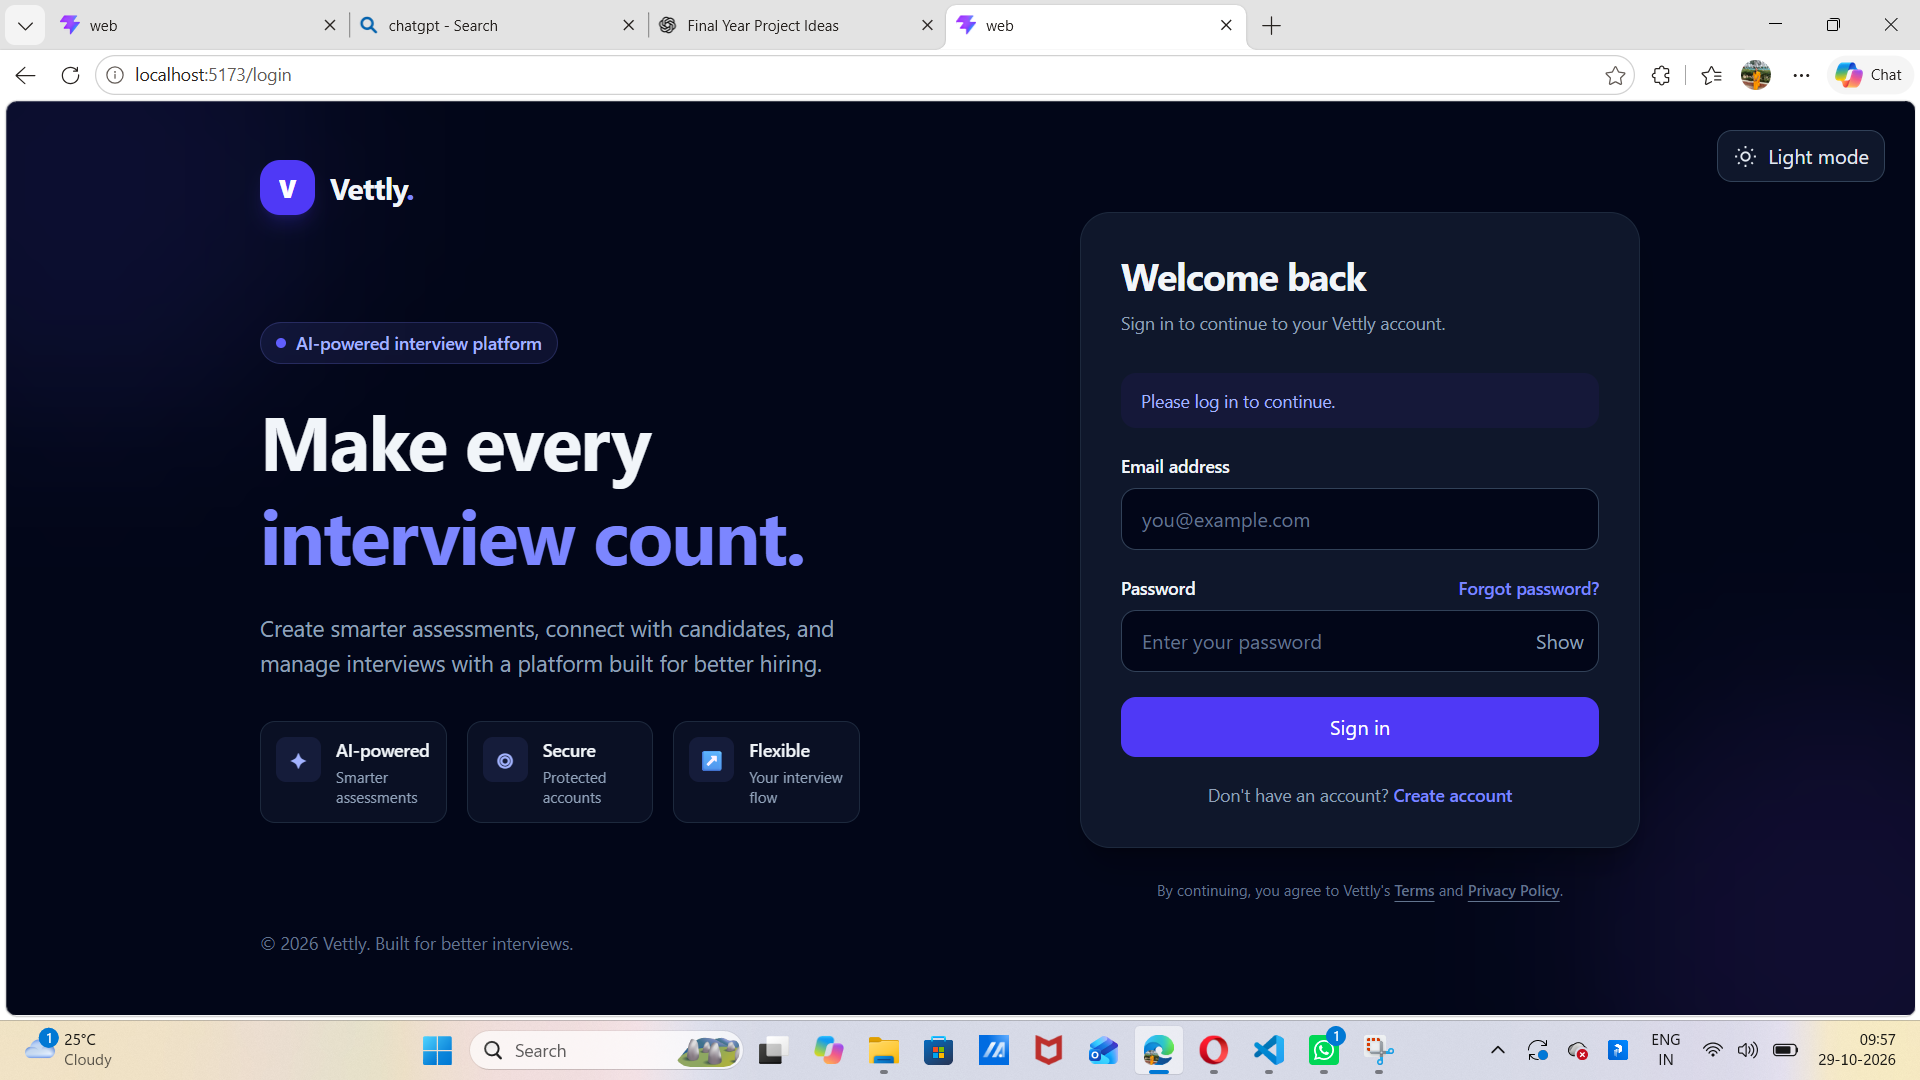 web
chatgpt - Search
Final Year Project Ideas
web
localhost:5173/login
Chat
Light mode
V
Vettly.
AI-powered interview platform
Make every
interview count.
Create smarter assessments, connect with candidates, and
manage interviews with a platform built for better hiring.
AI-powered
Smarter
assessments
Secure
Protected
accounts
Flexible
Your interview
flow
© 2026 Vettly. Built for better interviews.
Welcome back
Sign in to continue to your Vettly account.
Please log in to continue.
Email address
you@example.com
Password
Forgot password?
Enter your password
Show
Sign in
Don't have an account? Create account
By continuing, you agree to Vettly's Terms and Privacy Policy.
1
25°C
Cloudy
Search
1
ENG
IN
09:57
29-10-2026